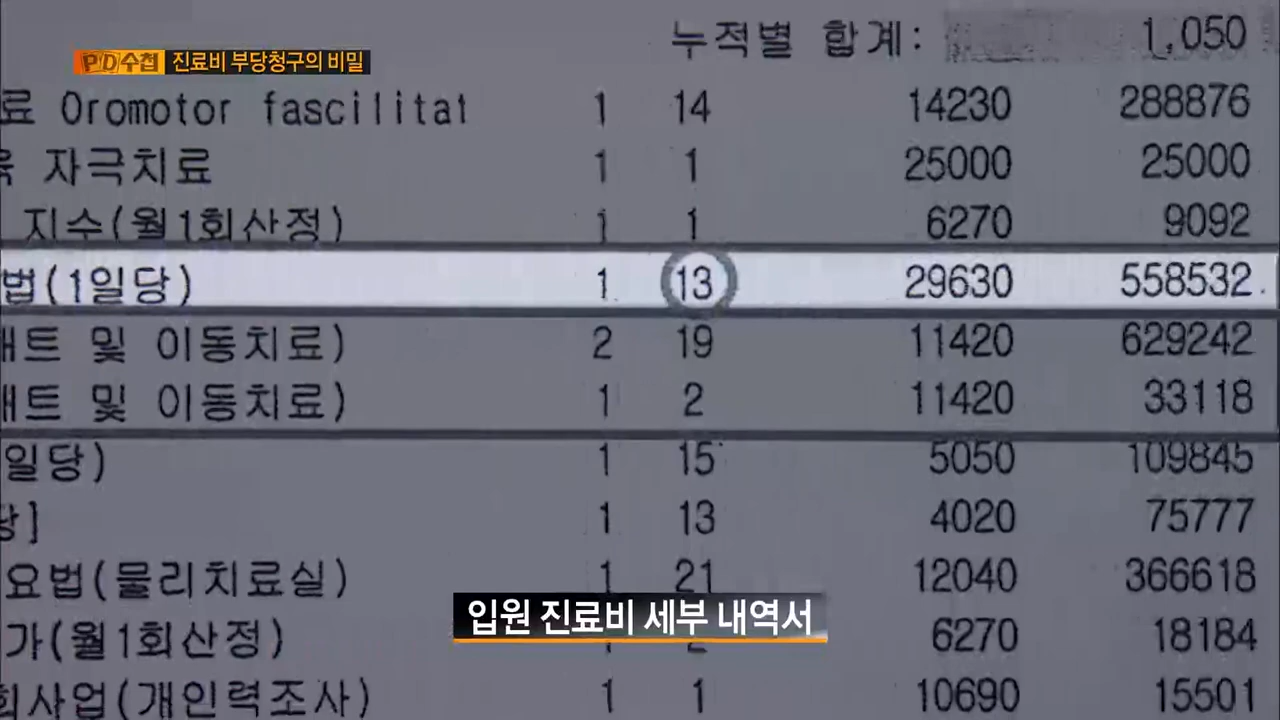 누적별 합계: 1,050
PD수첩 진료비 부당청구의 비밀
료 Oromotor fascilitat 1 14 14230 288876
자극치료 1 1 25000 25000
지수(월1회산정) 1 1 6270 9092
법(1일당) 1 13 29630 558532
매트 및 이동치료) 2 19 11420 629242
매트 및 이동치료) 1 2 11420 33118
일당) 1 15 5050 109845
당] 1 13 4020 75777
요법(물리치료실) 1 21 12040 366618
입원 진료비 세부 내역서
가(월1회산정) 6270 18184
회사업(개인력조사) 1 1 10690 15501